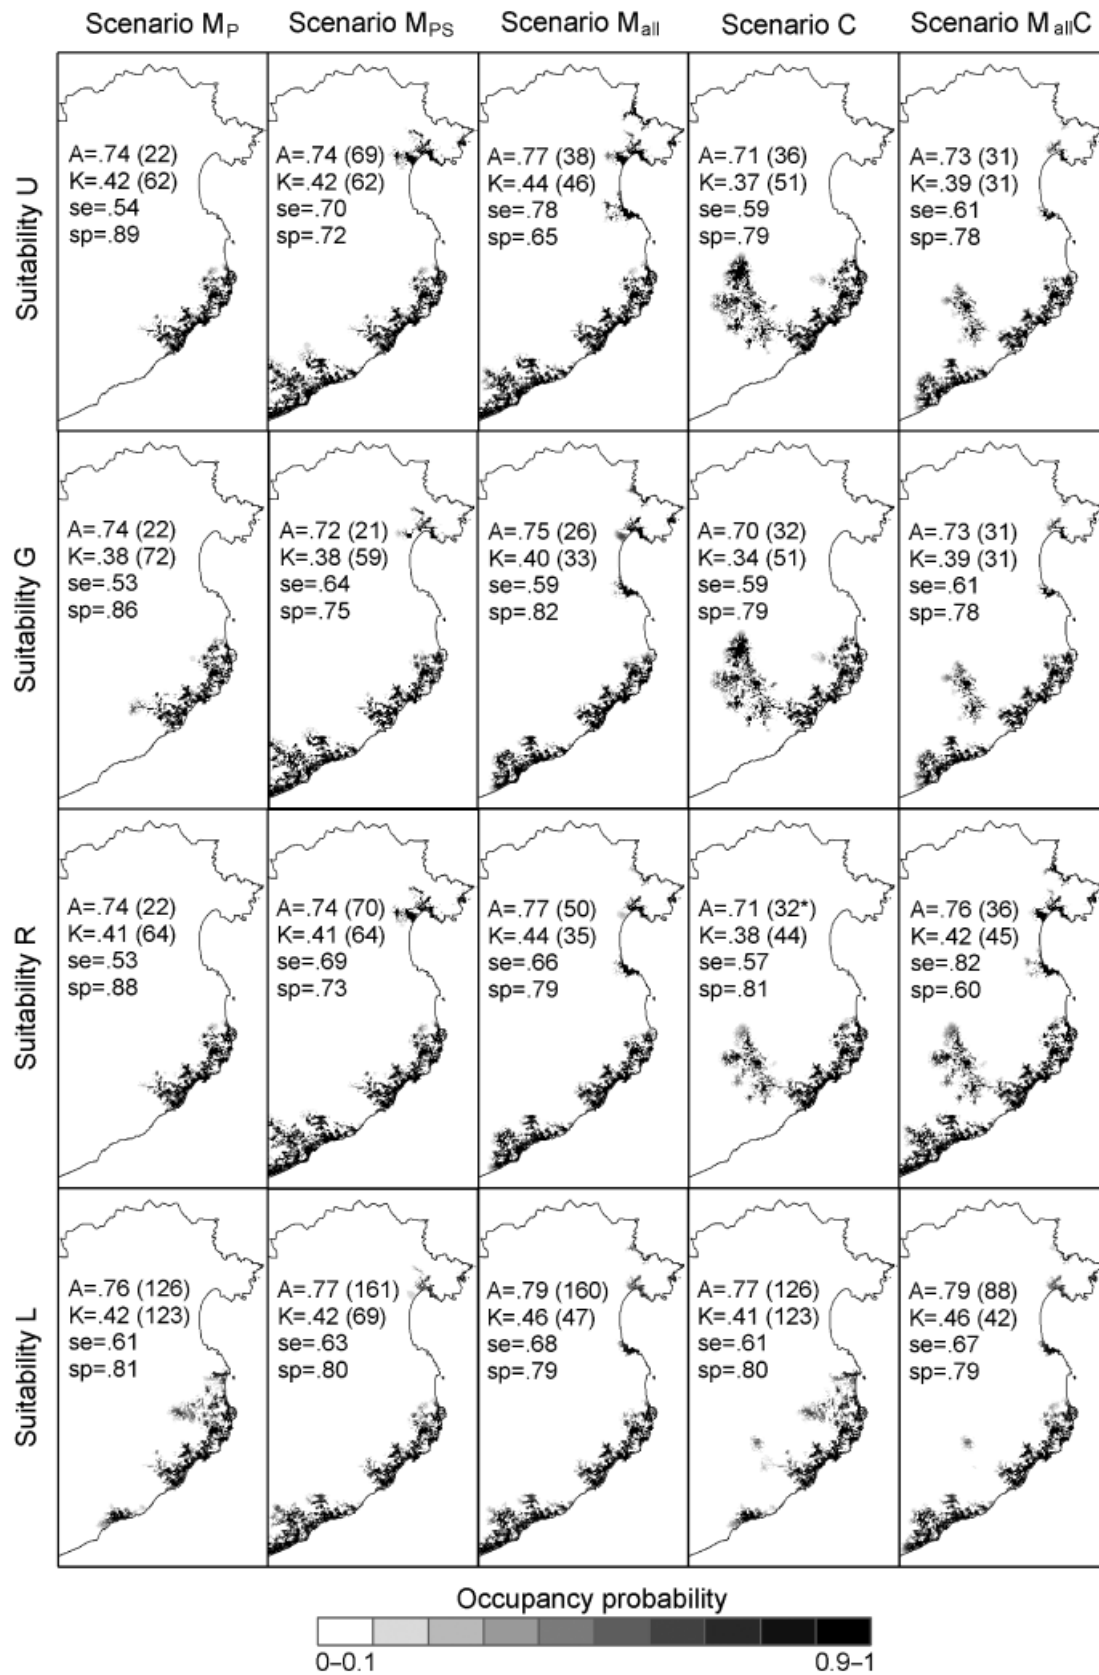 Scenario MP Scenario MPS Scenario Mall Scenario C Scenario MallC
Suitability U
A=.74 (22)
K=.42 (62)
se=.54
sp=.89
A=.74 (69)
K=.42 (62)
se=.70
sp=.72
A=.77 (38)
K=.44 (46)
se=.78
sp=.65
A=.71 (36)
K=.37 (51)
se=.59
sp=.79
A=.73 (31)
K=.39 (31)
se=.61
sp=.78
Suitability G
A=.74 (22)
K=.38 (72)
se=.53
sp=.86
A=.72 (21)
K=.38 (59)
se=.64
sp=.75
A=.75 (26)
K=.40 (33)
se=.59
sp=.82
A=.70 (32)
K=.34 (51)
se=.59
sp=.79
A=.73 (31)
K=.39 (31)
se=.61
sp=.78
Suitability R
A=.74 (22)
K=.41 (64)
se=.53
sp=.88
A=.74 (70)
K=.41 (64)
se=.69
sp=.73
A=.77 (50)
K=.44 (35)
se=.66
sp=.79
A=.71 (32*)
K=.38 (44)
se=.57
sp=.81
A=.76 (36)
K=.42 (45)
se=.82
sp=.60
Suitability L
A=.76 (126)
K=.42 (123)
se=.61
sp=.81
A=.77 (161)
K=.42 (69)
se=.63
sp=.80
A=.79 (160)
K=.46 (47)
se=.68
sp=.79
A=.77 (126)
K=.41 (123)
se=.61
sp=.80
A=.79 (88)
K=.46 (42)
se=.67
sp=.79
Occupancy probability
0–0.1 0.9–1